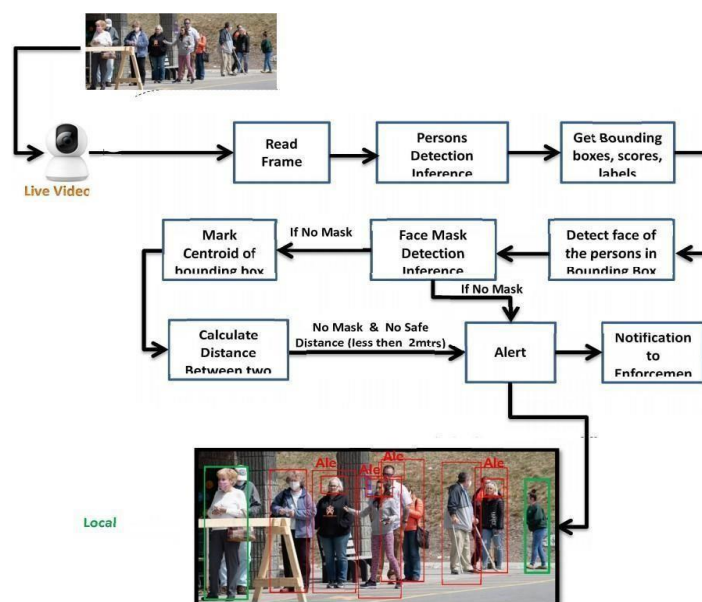 Live Videc
Read
Frame
Persons
Detection
Inference
Get Bounding
boxes, scores,
labels
If No Mask
Mark
Centroid of
bounding box
Face Mask
Detection
Inference
Detect face of
the persons in
Bounding Box
If No Mask
Calculate
Distance
Between two
No Mask & No Safe
Distance (less then 2mtrs)
Alert
Notification
to
Enforcemen
Ale
Ale
Ale
Ale
Local